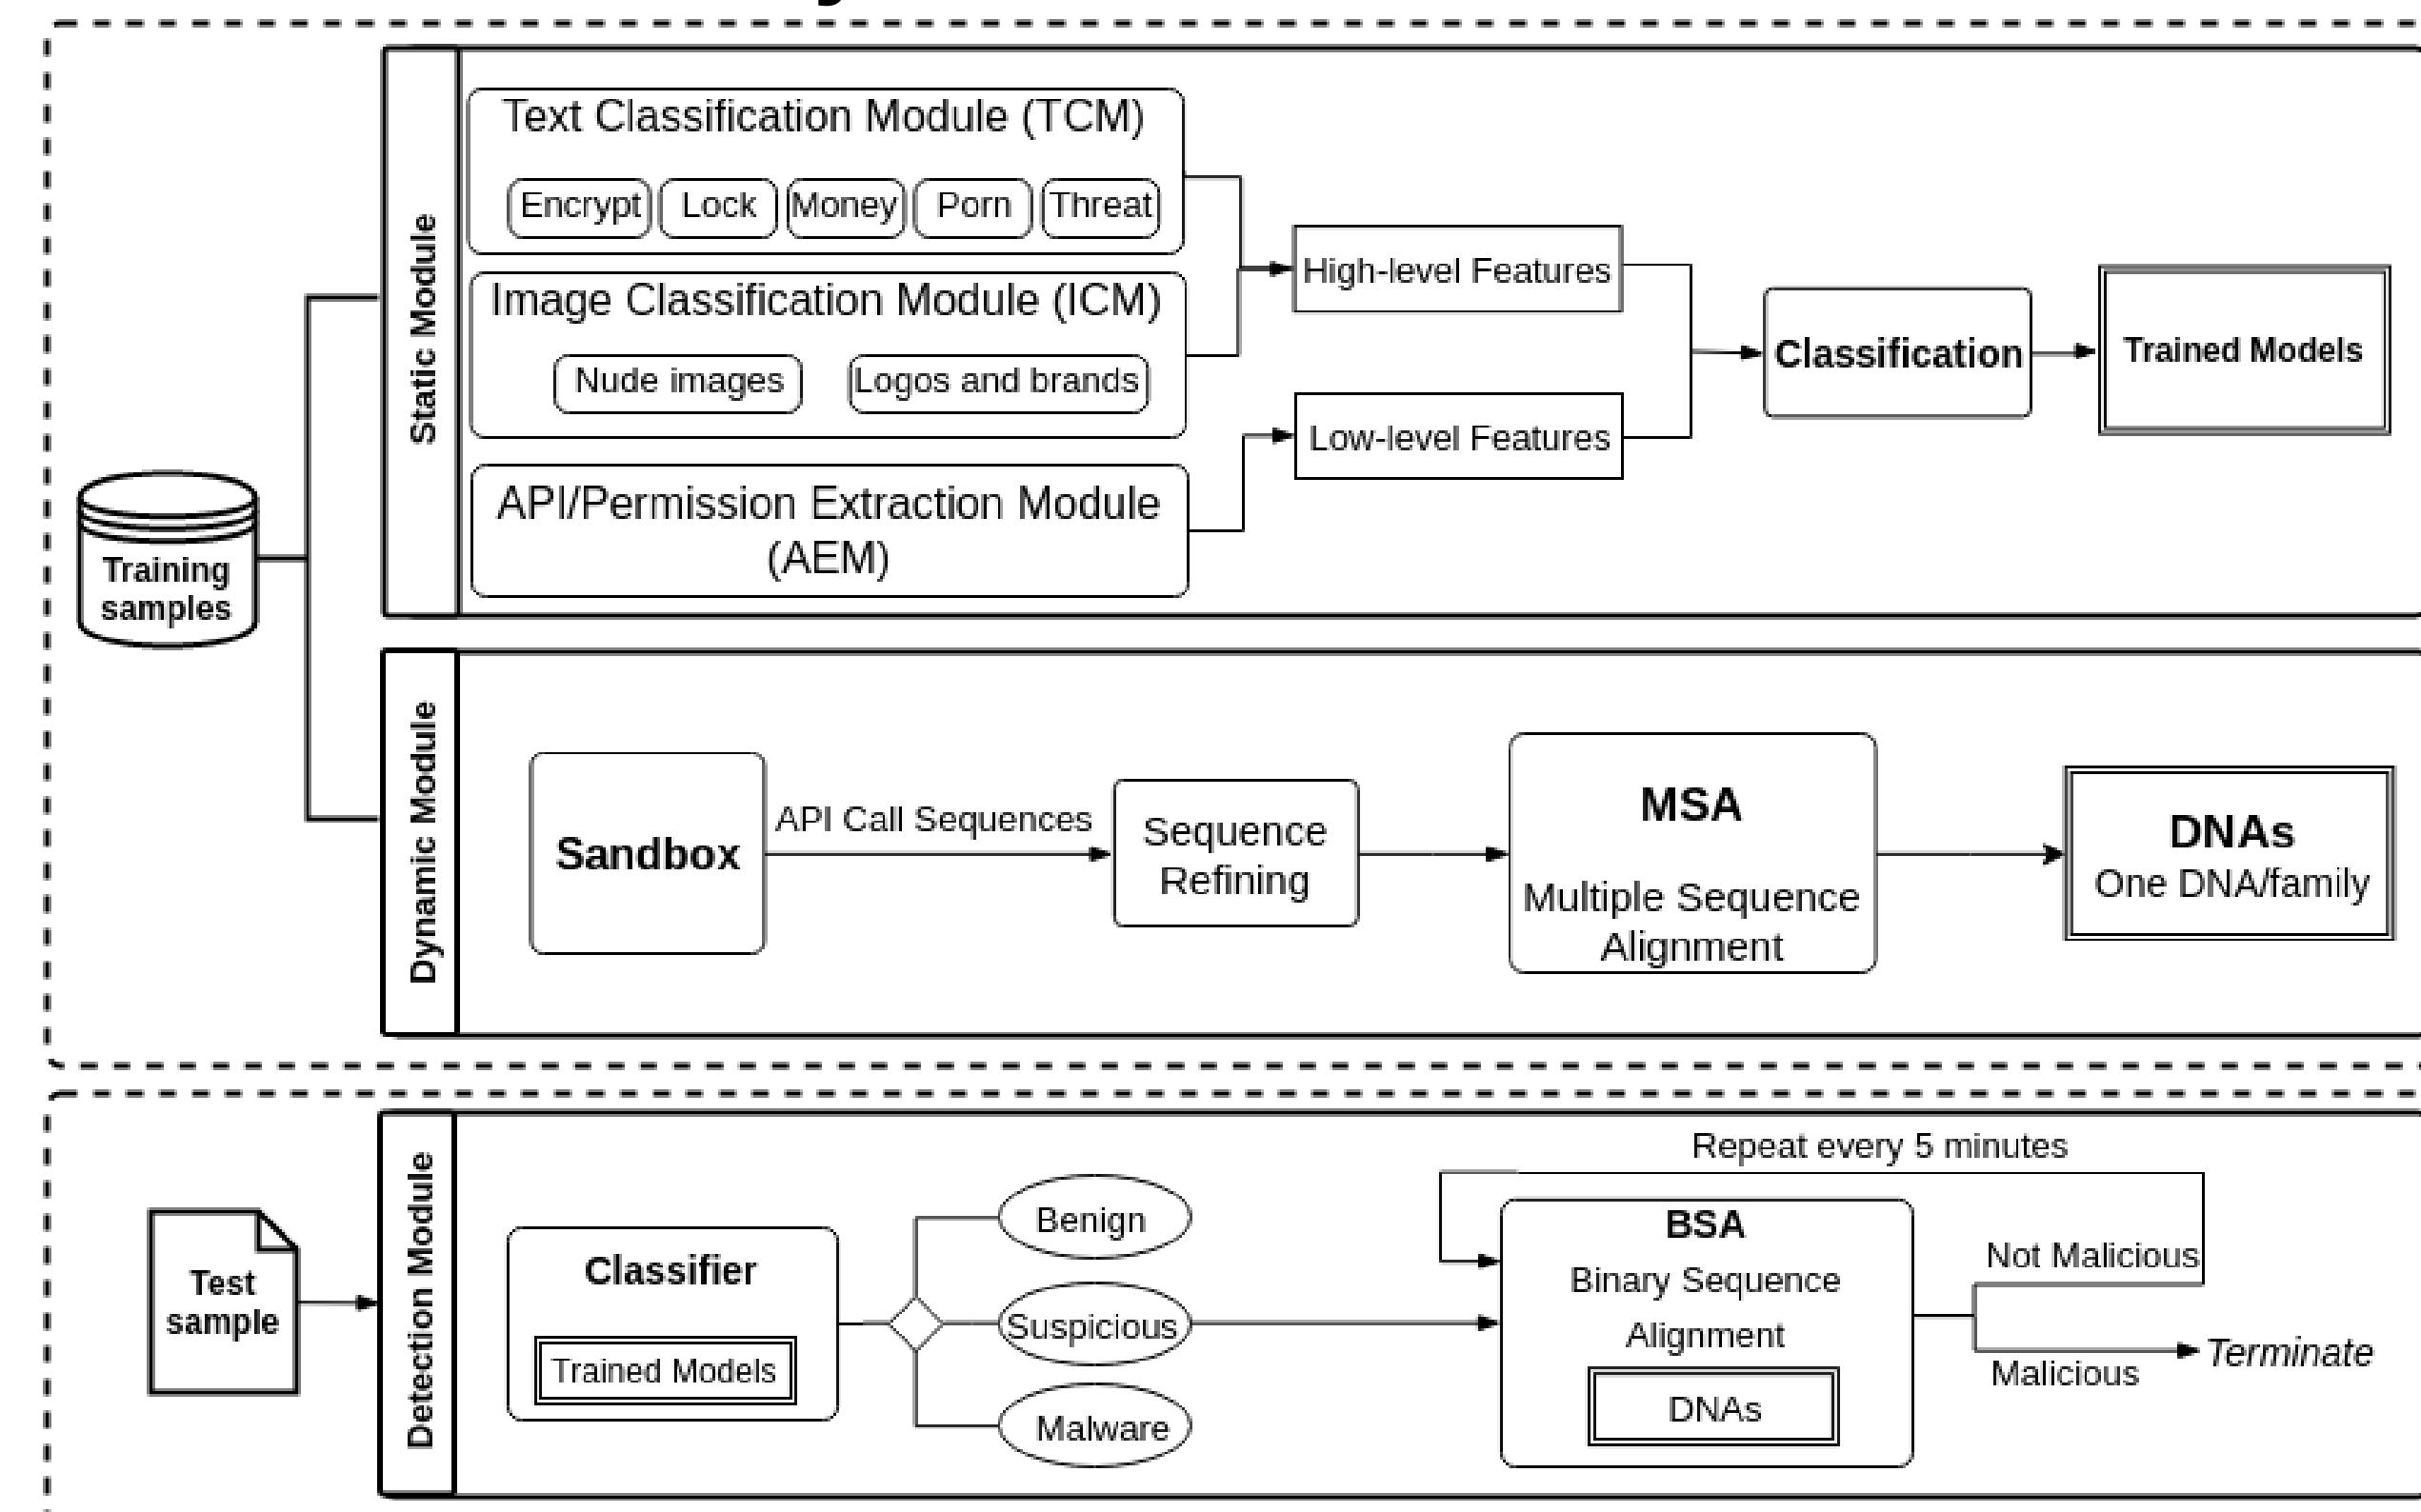 Static Module
Text Classification Module (TCM)
Encrypt Lock Money Porn Threat
Image Classification Module (ICM)
Nude images Logos and brands
API/Permission Extraction Module
(AEM)
High-level Features
Low-level Features
Classification
Trained Models
Training
samples
Dynamic Module
Sandbox
API Call Sequences
Sequence
Refining
MSA
Multiple Sequence
Alignment
DNAs
One DNA/family
Test
sample
Detection Module
Classifier
Trained Models
Benign
Suspicious
Malware
Repeat every 5 minutes
BSA
Binary Sequence
Alignment
DNAs
Not Malicious
Malicious
Terminate